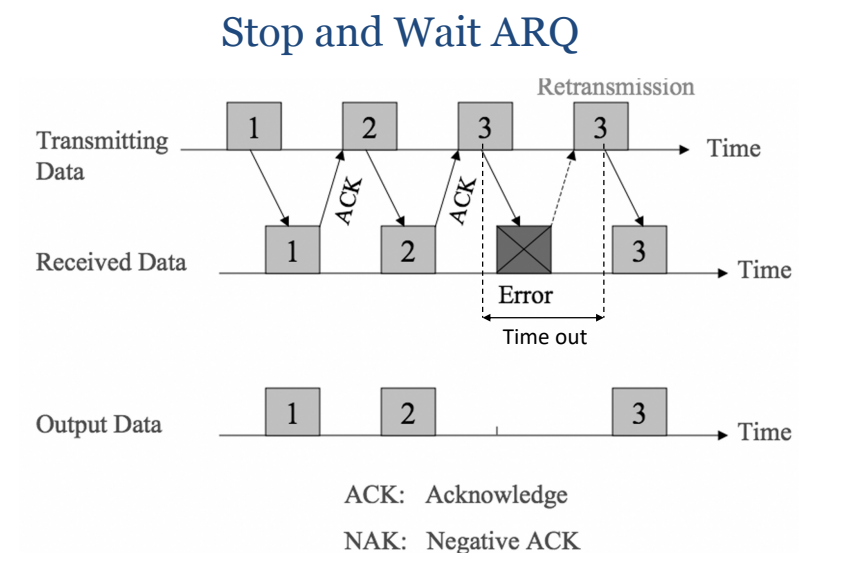 Stop and Wait ARQ
Retransmission
1 2 3 3
Transmitting
Data
Time
ACK ACK
1 2 3
Received Data
Time
Error
Time out
1 2 3
Output Data
Time
ACK: Acknowledge
NAK: Negative ACK